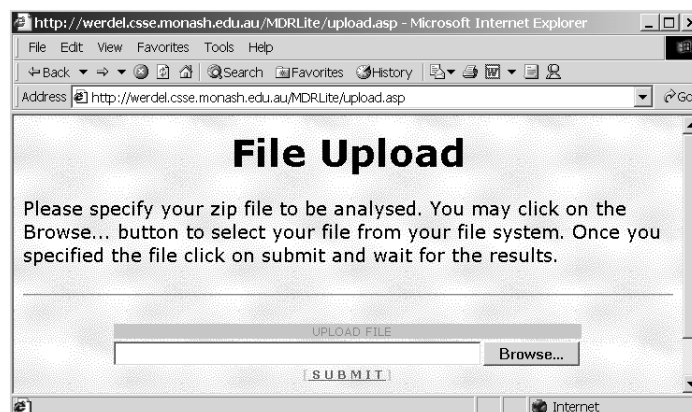 http://werdel.csse.monash.edu.au/MDRLite/upload.asp - Microsoft Internet Explorer
File Edit View Favorites Tools Help
Back Search Favorites History
Address http://werdel.csse.monash.edu.au/MDRLite/upload.asp Go
File Upload
Please specify your zip file to be analysed. You may click on the
Browse... button to select your file from your file system. Once you
specified the file click on submit and wait for the results.
UPLOAD FILE
Browse...
[ SUBMIT ]
Internet